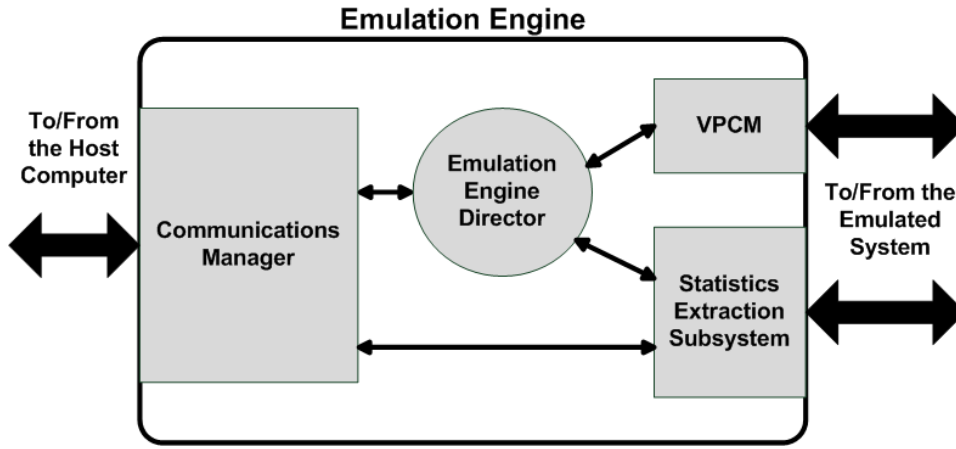 Emulation Engine
To/From
the Host
Computer
Communications
Manager
Emulation
Engine
Director
VPCM
Statistics
Extraction
Subsystem
To/From the
Emulated
System